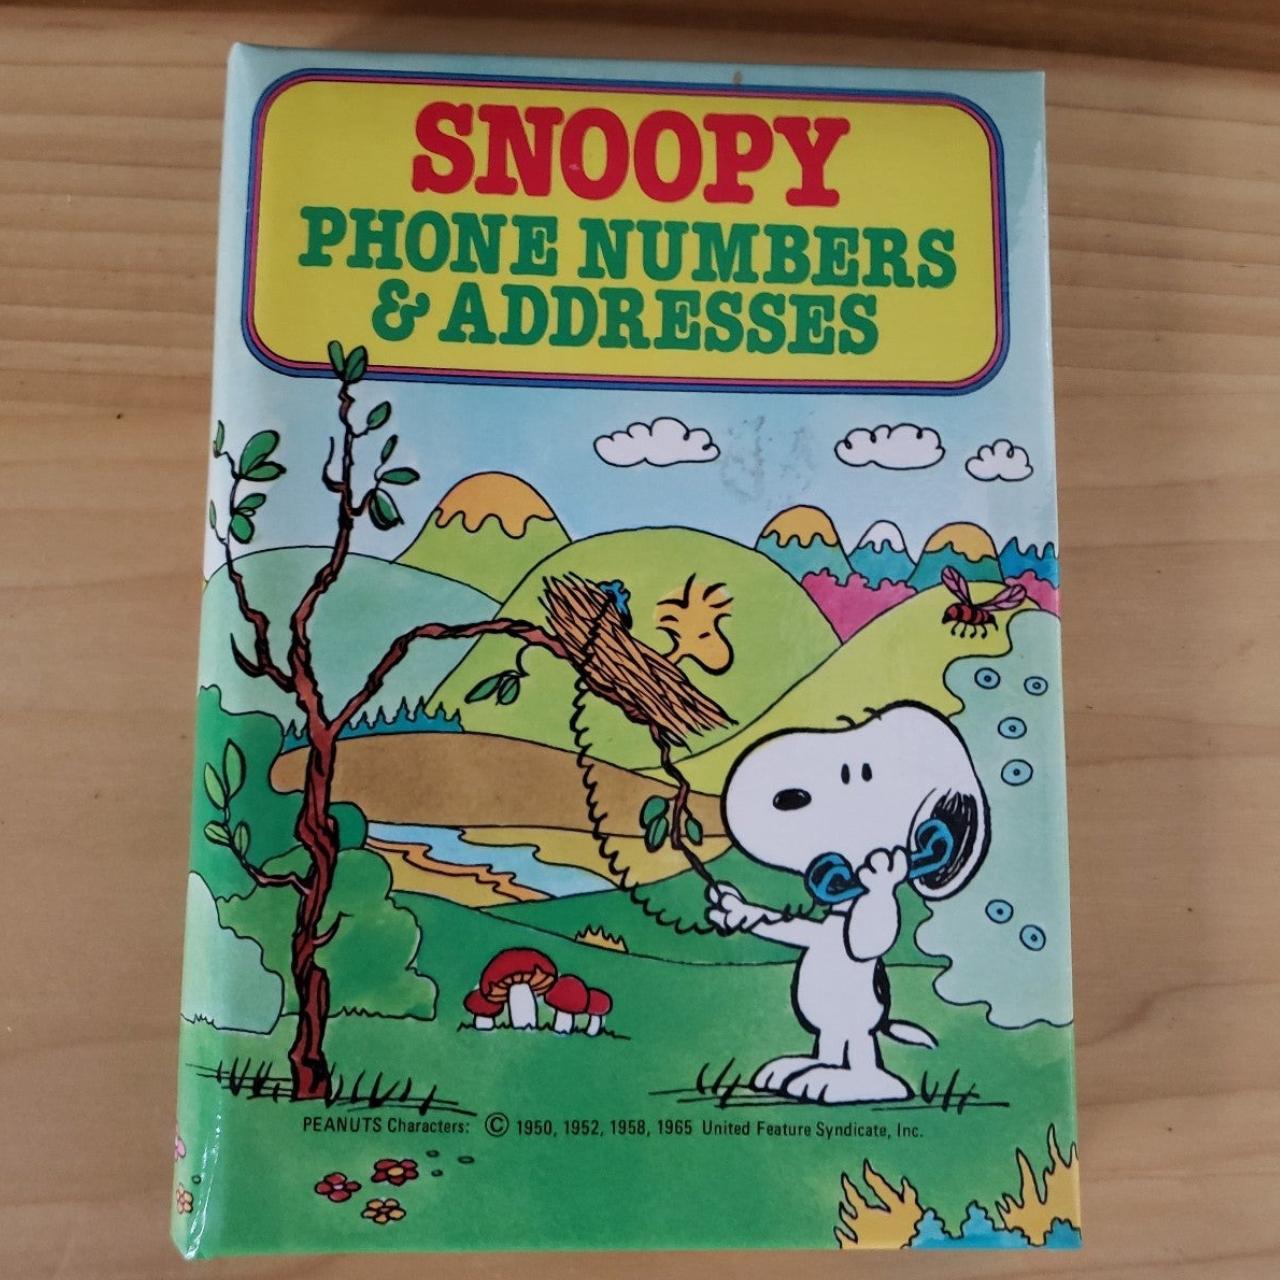 SNOOPY
PHONE NUMBERS
& ADDRESSES
PEANUTS Characters: © 1950, 1952, 1958, 1965 United Feature Syndicate, Inc.